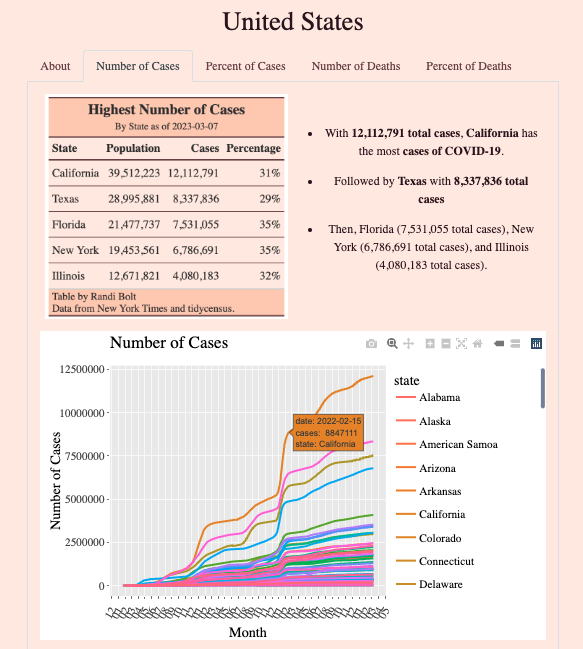 United States
About Number of Cases Percent of Cases Number of Deaths Percent of Deaths
Highest Number of Cases
By State as of 2023-03-07
State Population Cases Percentage
California 39,512,223 12,112,791 31%
Texas 28,995,881 8,337,836 29%
Florida 21,477,737 7,531,055 35%
New York 19,453,561 6,786,691 35%
Illinois 12,671,821 4,080,183 32%
Table by Randi Bolt
Data from New York Times and tidycensus.
• With 12,112,791 total cases, California has
the most cases of COVID-19.
• Followed by Texas with 8,337,836 total
cases
• Then, Florida (7,531,055 total cases), New
York (6,786,691 total cases), and Illinois
(4,080,183 total cases).
Number of Cases
12500000
10000000
7500000
5000000
2500000
0
Number of Cases
date: 2022-02-15
cases: 8847111
state: California
Month
state
Alabama
Alaska
American Samoa
Arizona
Arkansas
California
Colorado
Connecticut
Delaware